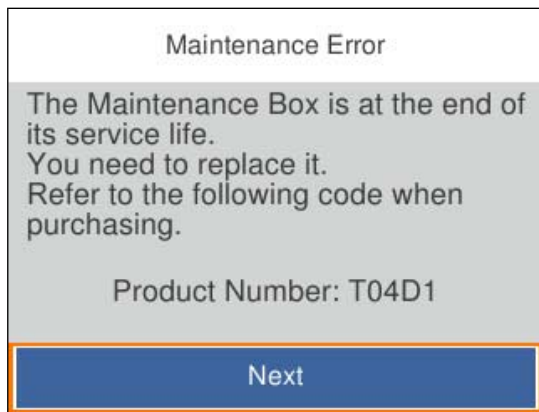 Maintenance Error
The Maintenance Box is at the end of
its service life.
You need to replace it.
Refer to the following code when
purchasing.
Product Number: T04D1
Next